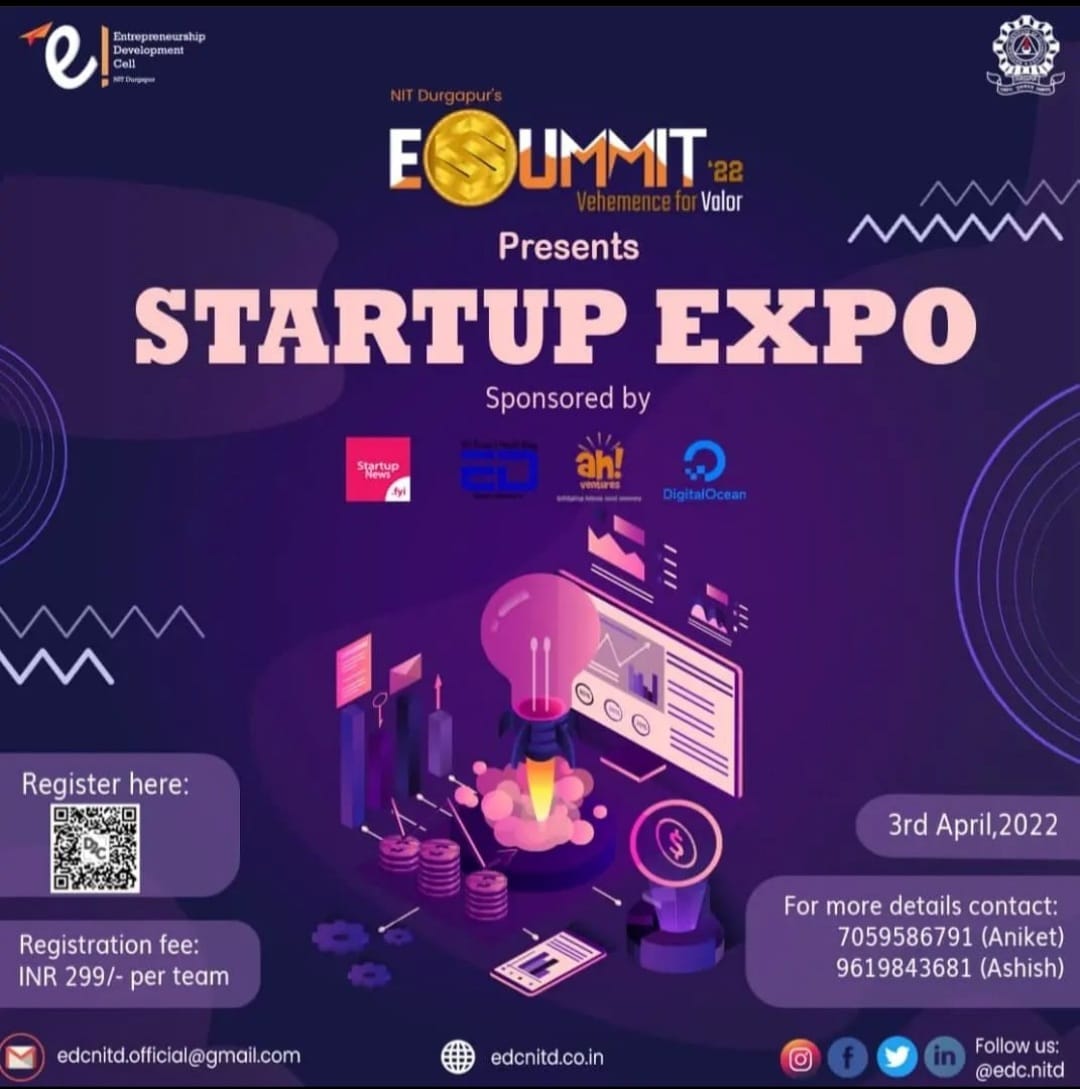 Entrepreneurship
Development
Cell
NIT Durgapur
NIT Durgapur's
E SUMMIT '22
Vehemence for Valor
Presents
STARTUP EXPO
Sponsored by
Startup
News
.fyi
ED
ah!
ventures
DigitalOcean
Register here:
3rd April,2022
For more details contact:
7059586791 (Aniket)
9619843681 (Ashish)
Registration fee:
INR 299/- per team
edcnitd.official@gmail.com
edcnitd.co.in
Follow us:
@edc.nitd